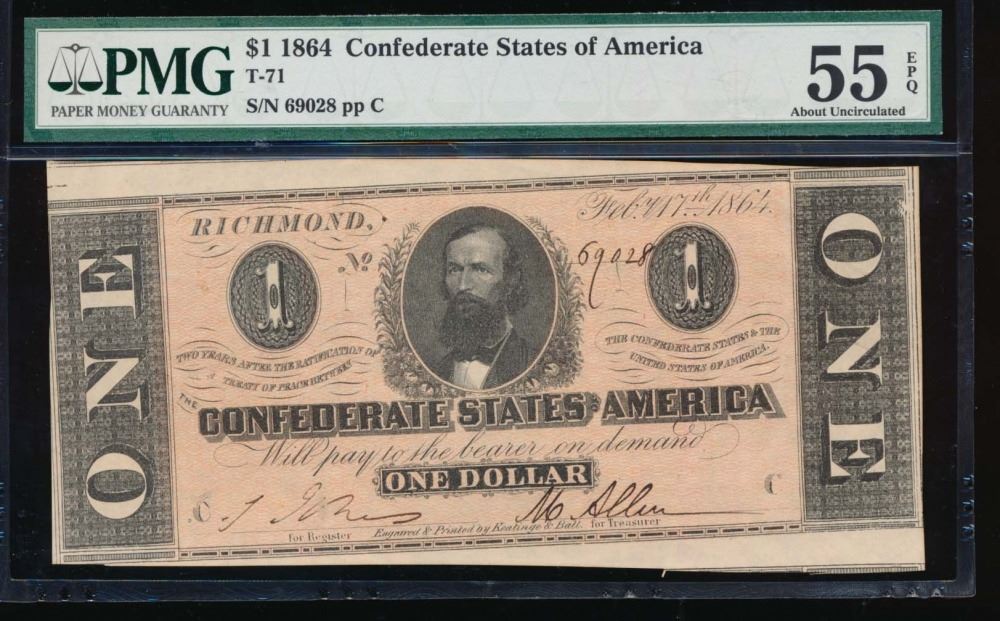 PMG
PAPER MONEY GUARANTY
$1 1864 Confederate States of America
T-71
S/N 69028 pp C
55
EPQ
About Uncirculated
RICHMOND,
Feby. 17th 1864.
No 69028
1
1
ONE
ONE
TWO YEARS AFTER THE RATIFICATION OF
A TREATY OF PEACE BETWEEN
THE CONFEDERATE STATES & THE
UNITED STATES OF AMERICA.
THE
CONFEDERATE STATES OF AMERICA
Will pay to the bearer on demand
ONE DOLLAR
C
C
M. Allen
for Register
Engraved & Printed by Keatinge & Ball.
for Treasurer